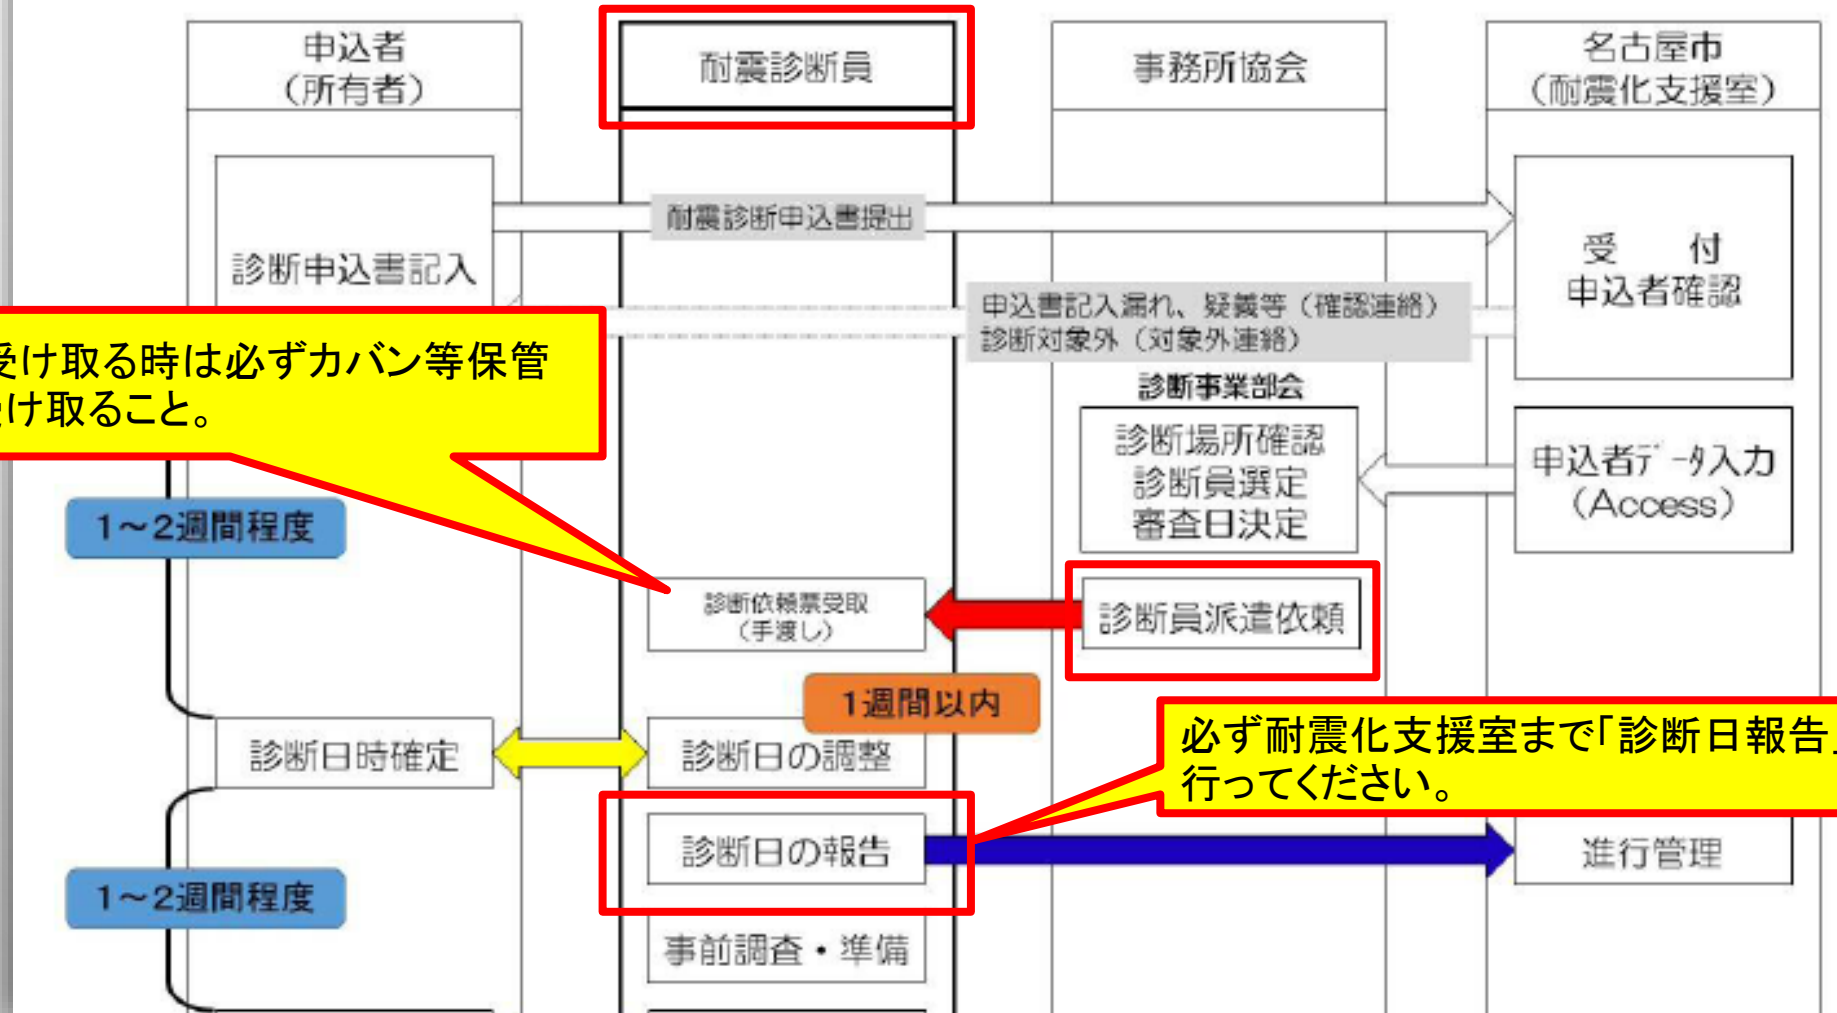 申込者
（所有者）
耐震診断員
事務所協会
名古屋市
（耐震化支援室）
耐震診断申込書提出
診断申込書記入
受　　付
申込者確認
申込書記入漏れ、疑義等（確認連絡）
診断対象外（対象外連絡）
受け取る時は必ずカバン等保管
け取ること。
診断事業部会
診断場所確認
診断員選定
審査日決定
申込者ﾃﾞｰﾀ入力
（Access）
1～2週間程度
診断依頼票受取
（手渡し）
診断員派遣依頼
1週間以内
診断日時確定
診断日の調整
必ず耐震化支援室まで「診断日報告」
行ってください。
診断日の報告
進行管理
1～2週間程度
事前調査・準備